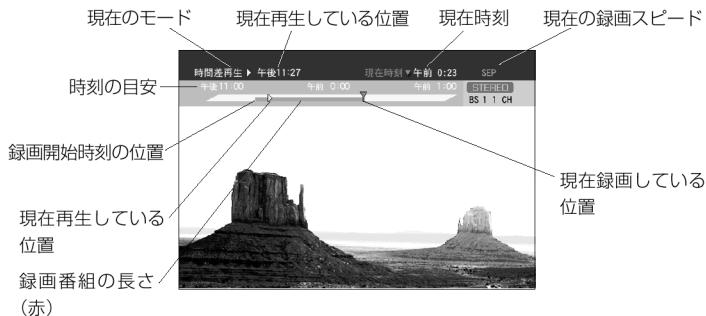 現在のモード 現在再生している位置 現在時刻 現在の録画スピード
時間差再生 ▶ 午後11:27 現在時刻 ▼ 午前 0:23 SEP
時刻の目安
午後11:00 午前 0:00 午前 1:00 STEREO
BS 1 1 CH
録画開始時刻の位置
現在録画している
位置
現在再生している
位置
録画番組の長さ
（赤）